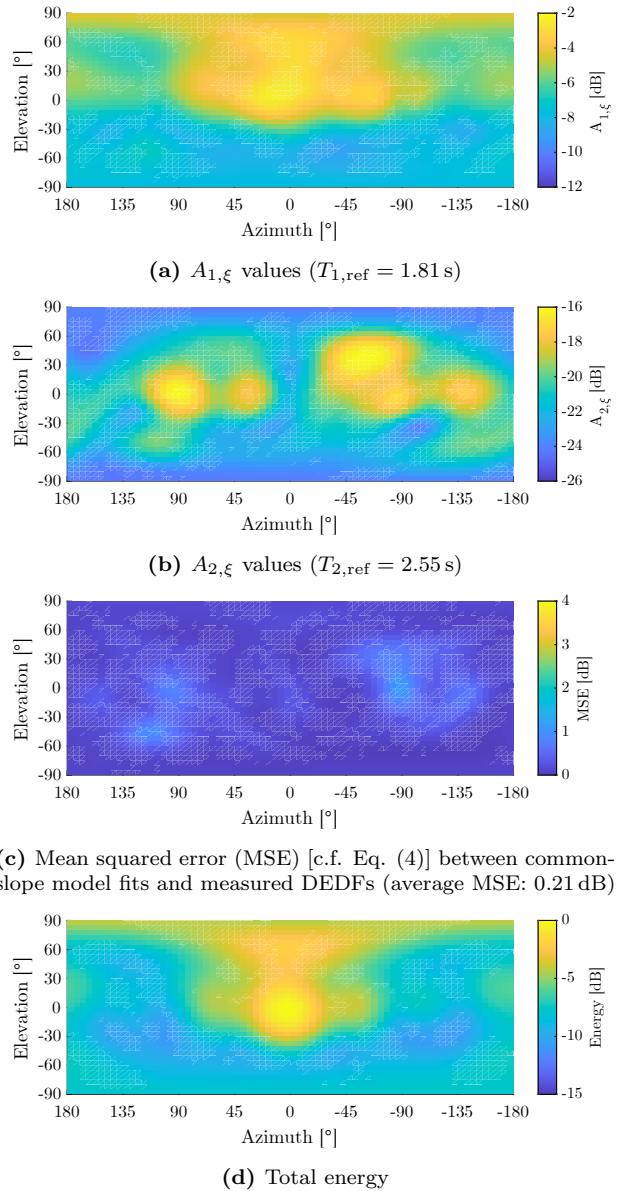 90
60
30
0
-30
-60
-90
Elevation [°]
180 135 90 45 0 -45 -90 -135 -180
Azimuth [°]
-2
-4
-6
-8
-10
-12
A1,ξ [dB]
(a) A1,ξ values (T1,ref = 1.81 s)
90
60
30
0
-30
-60
-90
Elevation [°]
180 135 90 45 0 -45 -90 -135 -180
Azimuth [°]
-16
-18
-20
-22
-24
-26
A2,ξ [dB]
(b) A2,ξ values (T2,ref = 2.55 s)
90
60
30
0
-30
-60
-90
Elevation [°]
180 135 90 45 0 -45 -90 -135 -180
Azimuth [°]
4
3
2
1
0
MSE [dB]
(c) Mean squared error (MSE) [c.f. Eq. (4)] between common-
slope model fits and measured DEDFs (average MSE: 0.21 dB)
90
60
30
0
-30
-60
-90
Elevation [°]
180 135 90 45 0 -45 -90 -135 -180
Azimuth [°]
0
-5
-10
-15
Energy [dB]
(d) Total energy